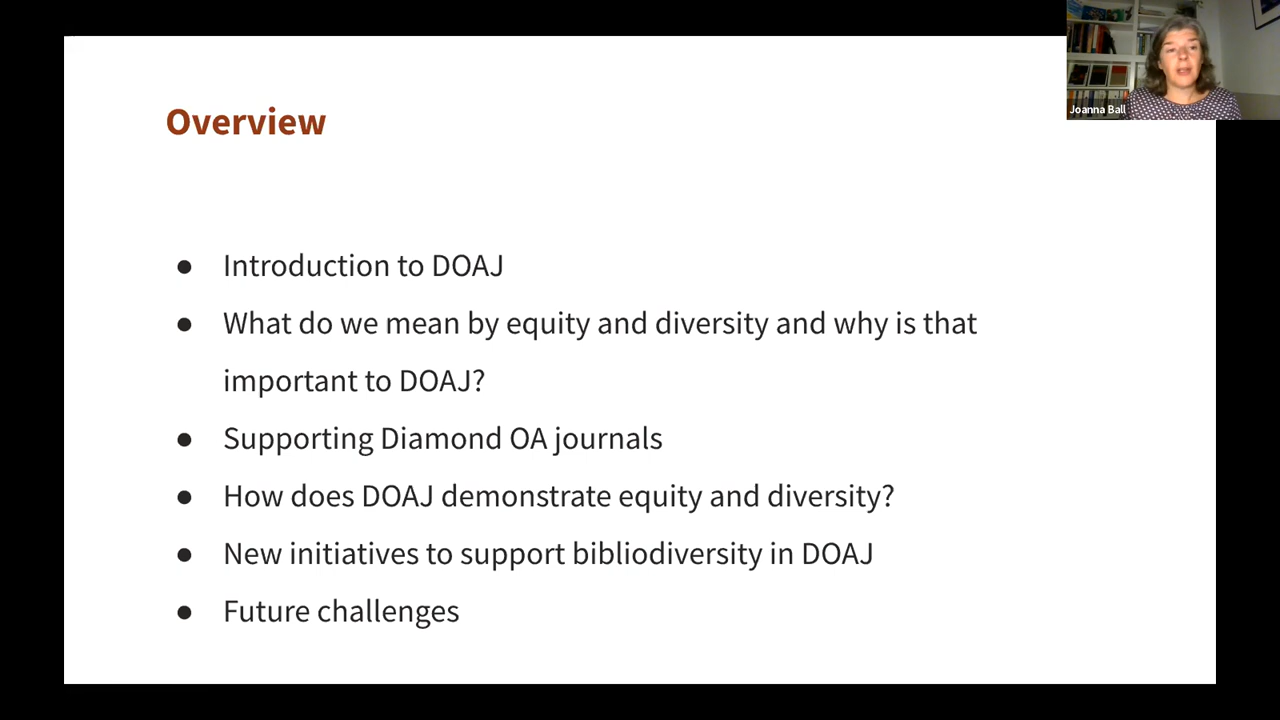 Joanna Ball
Overview
● Introduction to DOAJ
● What do we mean by equity and diversity and why is that
important to DOAJ?
● Supporting Diamond OA journals
● How does DOAJ demonstrate equity and diversity?
● New initiatives to support bibliodiversity in DOAJ
● Future challenges